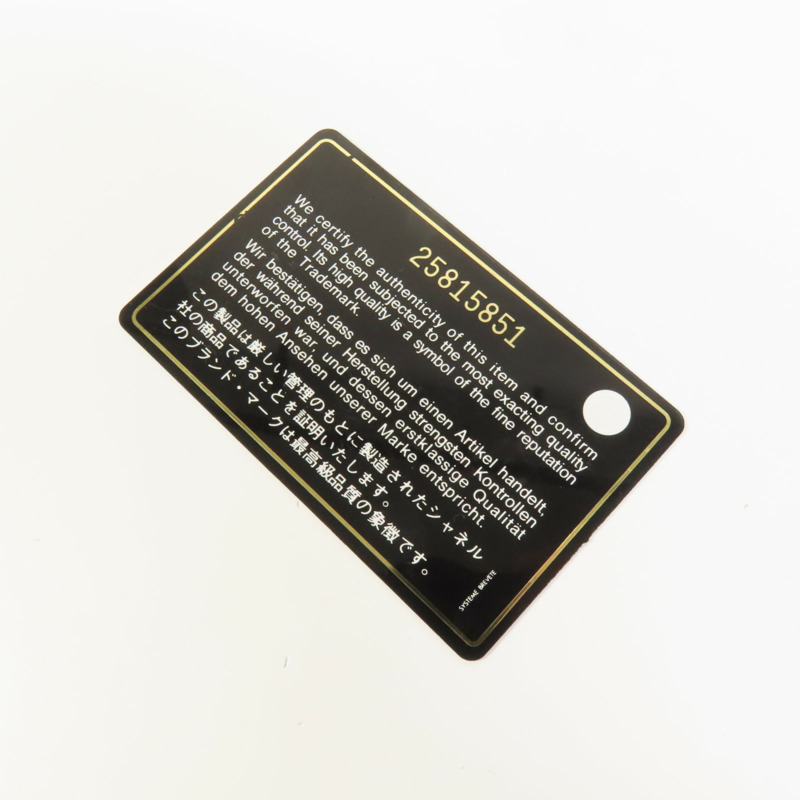 25815851
We certify the authenticity of this item and confirm
that it has been subjected to the most exacting quality
control. Its high quality is a symbol of the fine reputation
of the Trademark.
Wir bestätigen, dass es sich um einen Artikel handelt,
der während seiner Herstellung strengsten Kontrollen
unterworfen war, und dessen erstklassige Qualität
dem hohen Ansehen unserer Marke entspricht.
この製品は厳しい管理のもとに製造されたシャネル
社の商品であることを証明いたします。
このブランド・マークは最高級品質の象徴です。
SYSTEME BREVETE